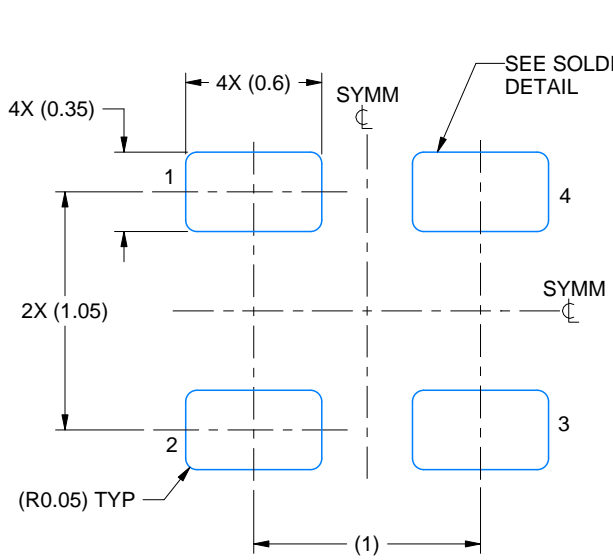 SEE SOLD
DETAIL
4X (0.6)
SYMM
4X (0.35)
1
4
SYMM
2X (1.05)
2
3
(R0.05) TYP
(1)